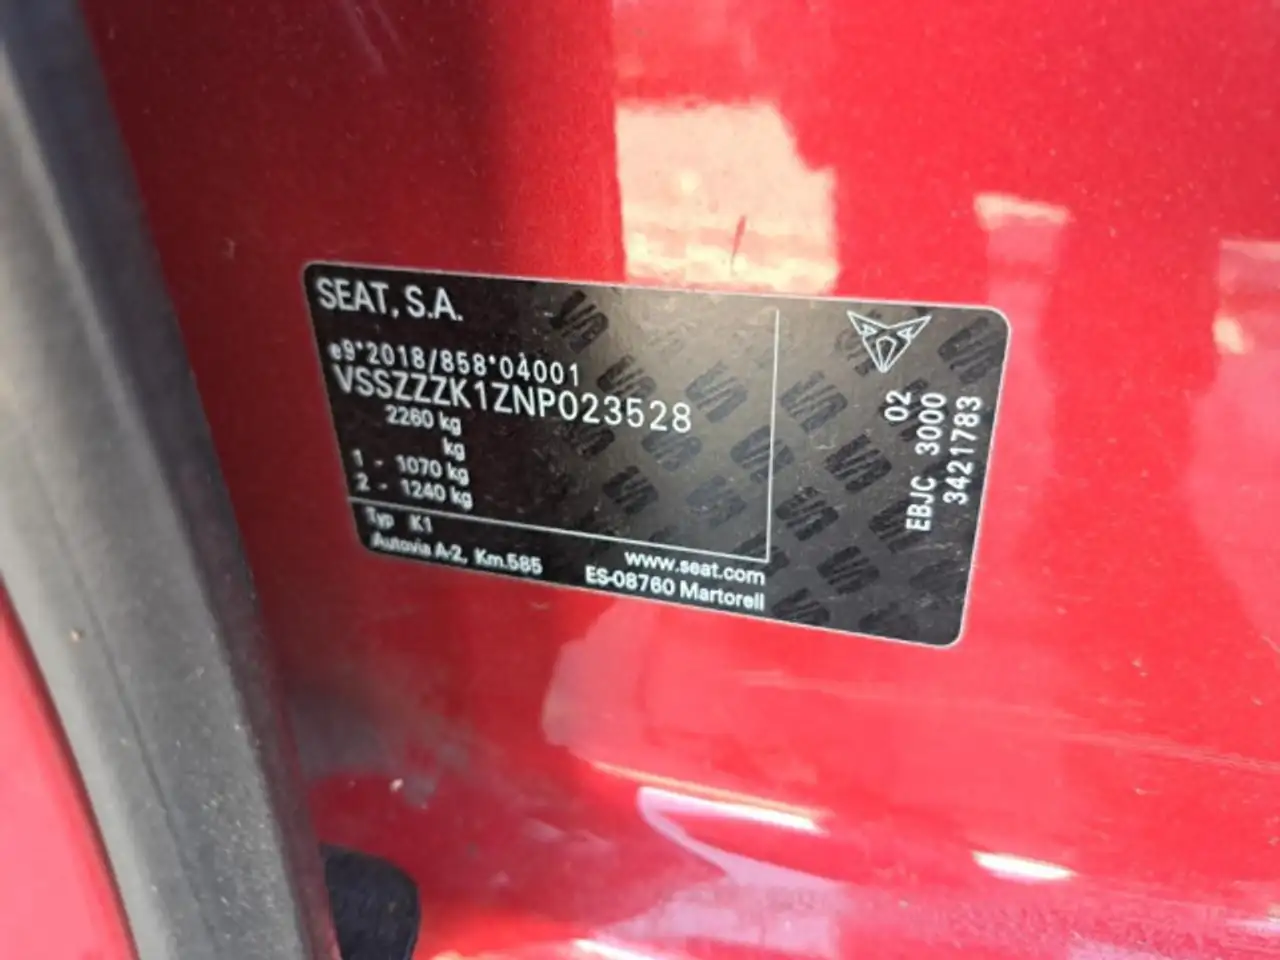 SEAT, S.A.
e9*2018/858*04001
VSSZZZK1ZNP023528
2260 kg
kg
1 - 1070 kg
2 - 1240 kg
Typ K1
Autovia A-2, Km.585
www.seat.com
ES-08760 Martorell
02
EBJC 3000
3421783